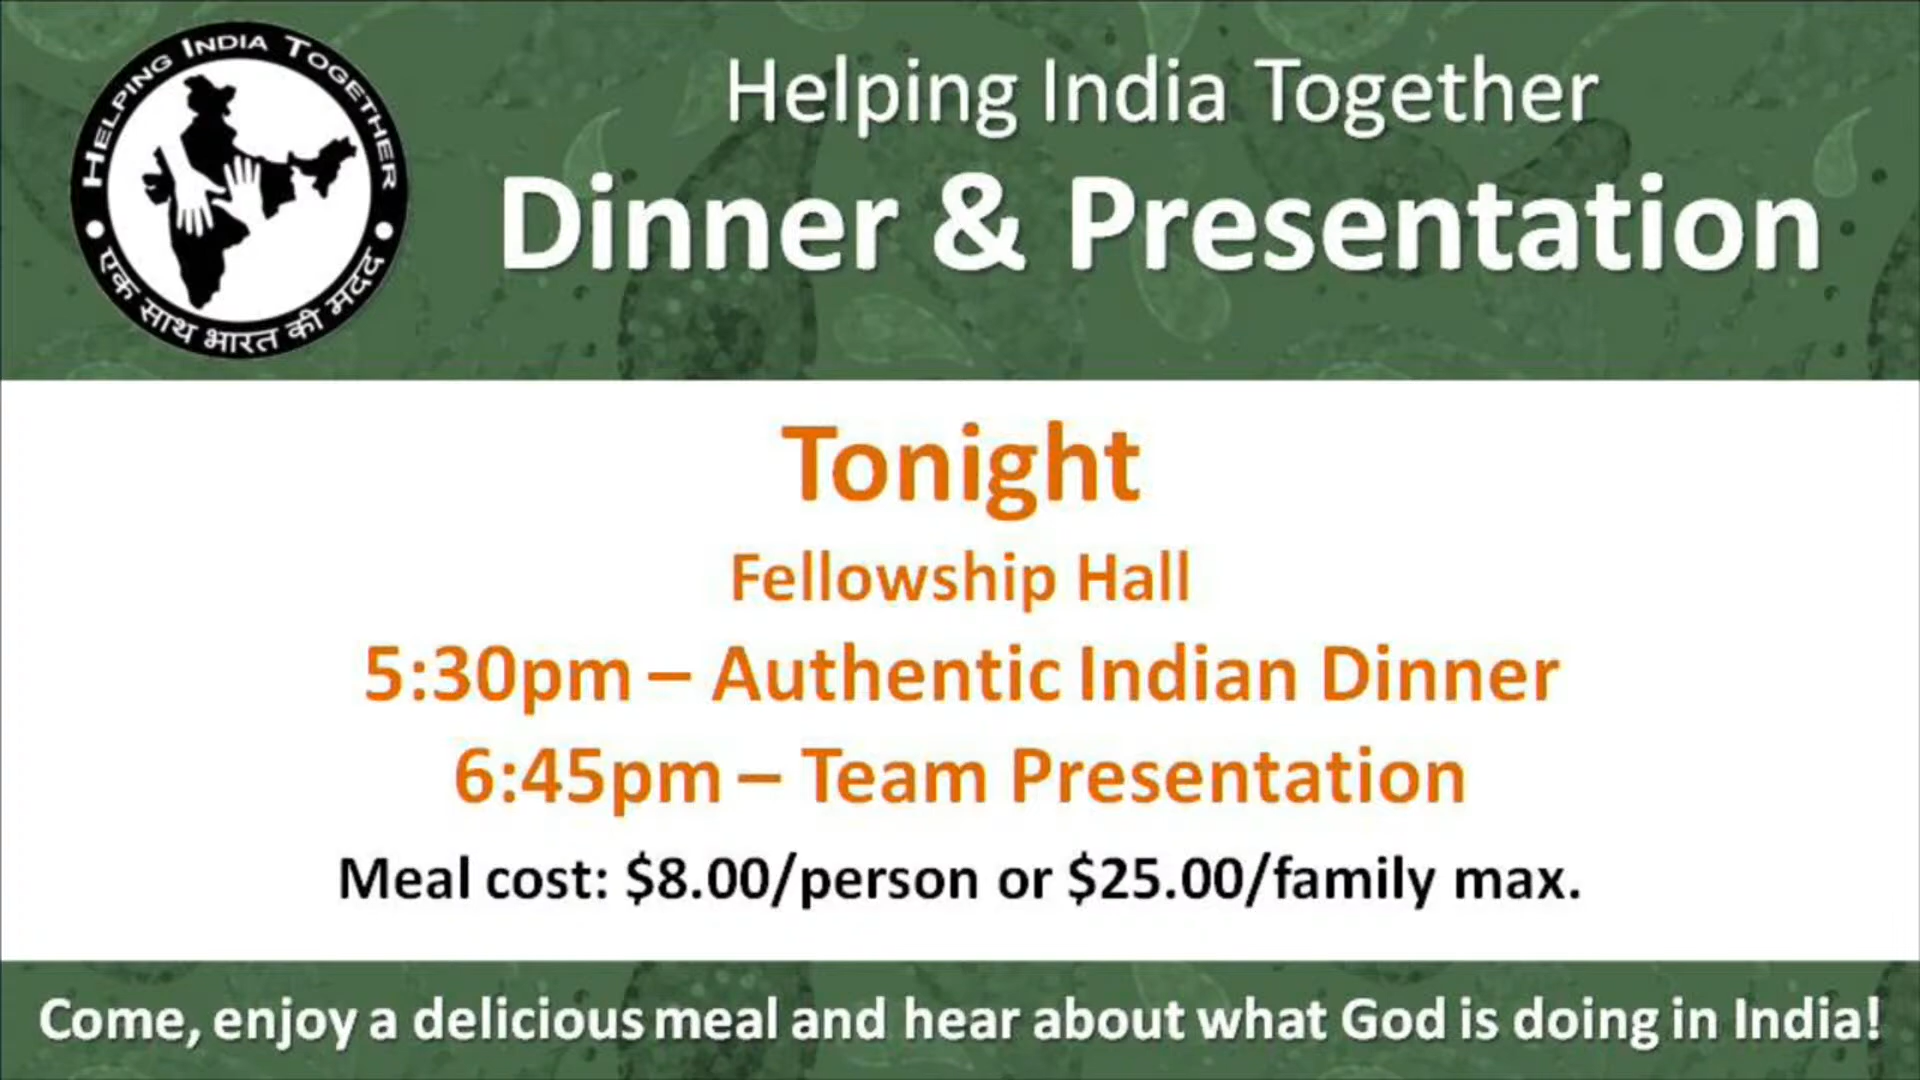 HELPING INDIA TOGETHER
एक साथ भारत की मदद
Helping India Together
Dinner & Presentation
Tonight
Fellowship Hall
5:30pm – Authentic Indian Dinner
6:45pm – Team Presentation
Meal cost: $8.00/person or $25.00/family max.
Come, enjoy a delicious meal and hear about what God is doing in India!